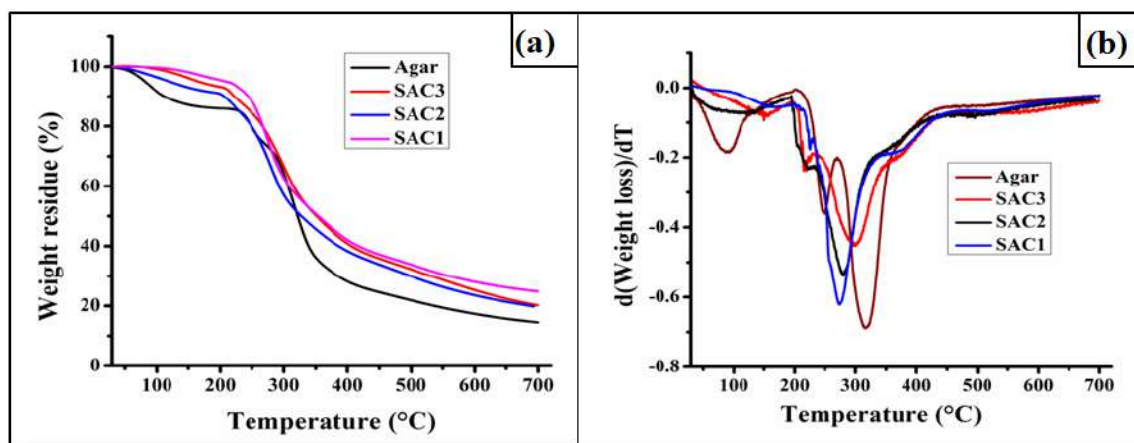 (a)
Agar
SAC3
SAC2
SAC1
Weight residue (%)
100
80
60
40
20
0
100 200 300 400 500 600 700
Temperature (°C)
(b)
Agar
SAC3
SAC2
SAC1
d(Weight loss)/dT
0.0
-0.2
-0.4
-0.6
-0.8
100 200 300 400 500 600 700
Temperature (°C)